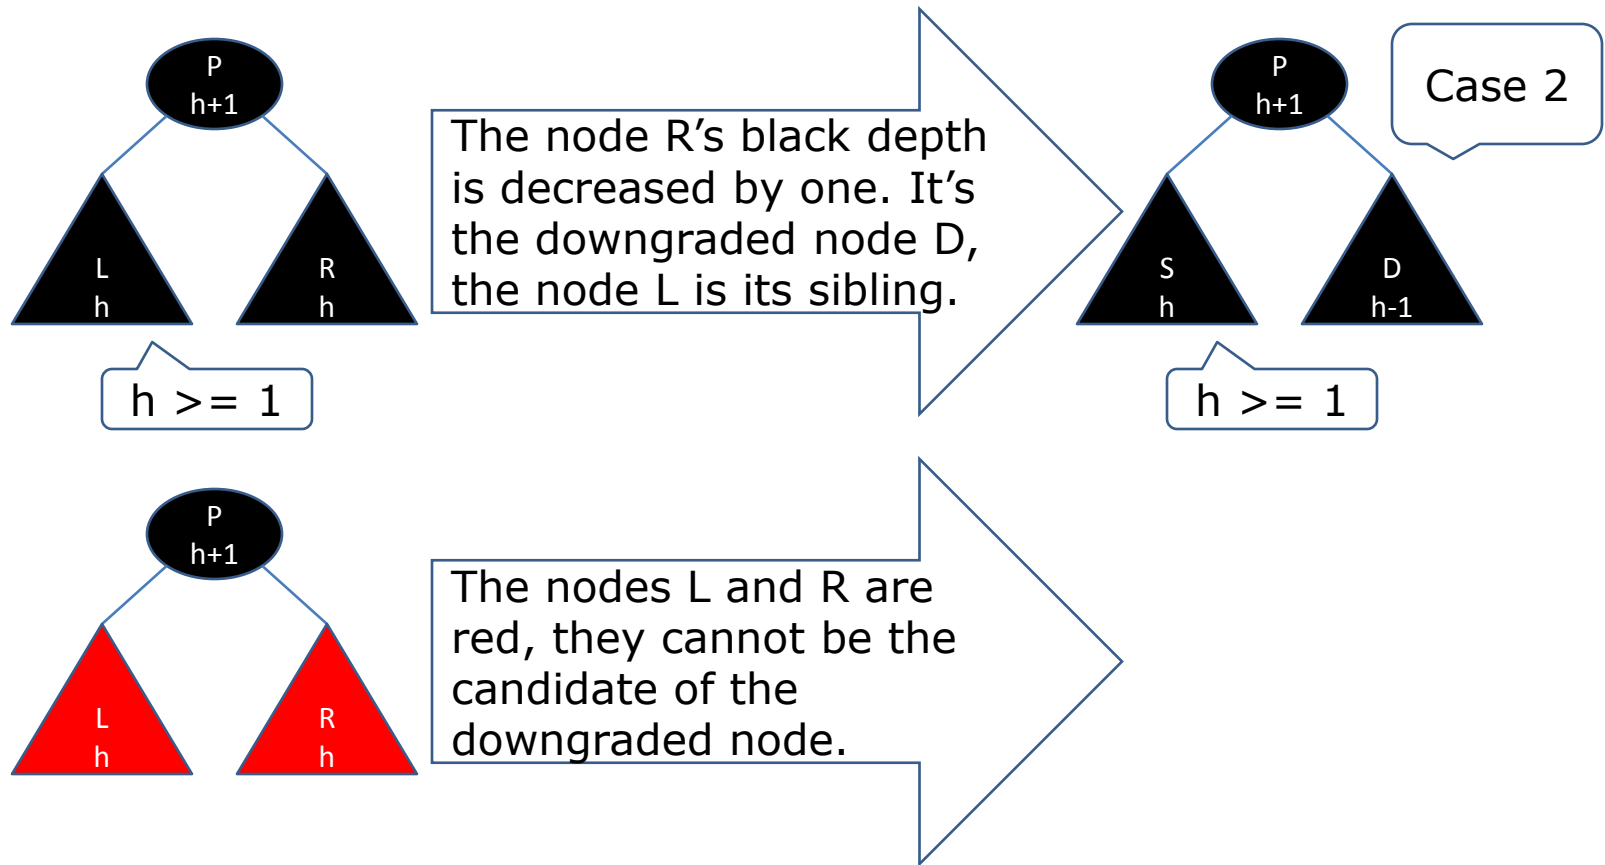 P
h+1
L
h
R
h
h >= 1
The node R’s black depth
is decreased by one. It’s
the downgraded node D,
the node L is its sibling.
P
h+1
S
h
D
h-1
h >= 1
Case 2
P
h+1
L
h
R
h
The nodes L and R are
red, they cannot be the
candidate of the
downgraded node.